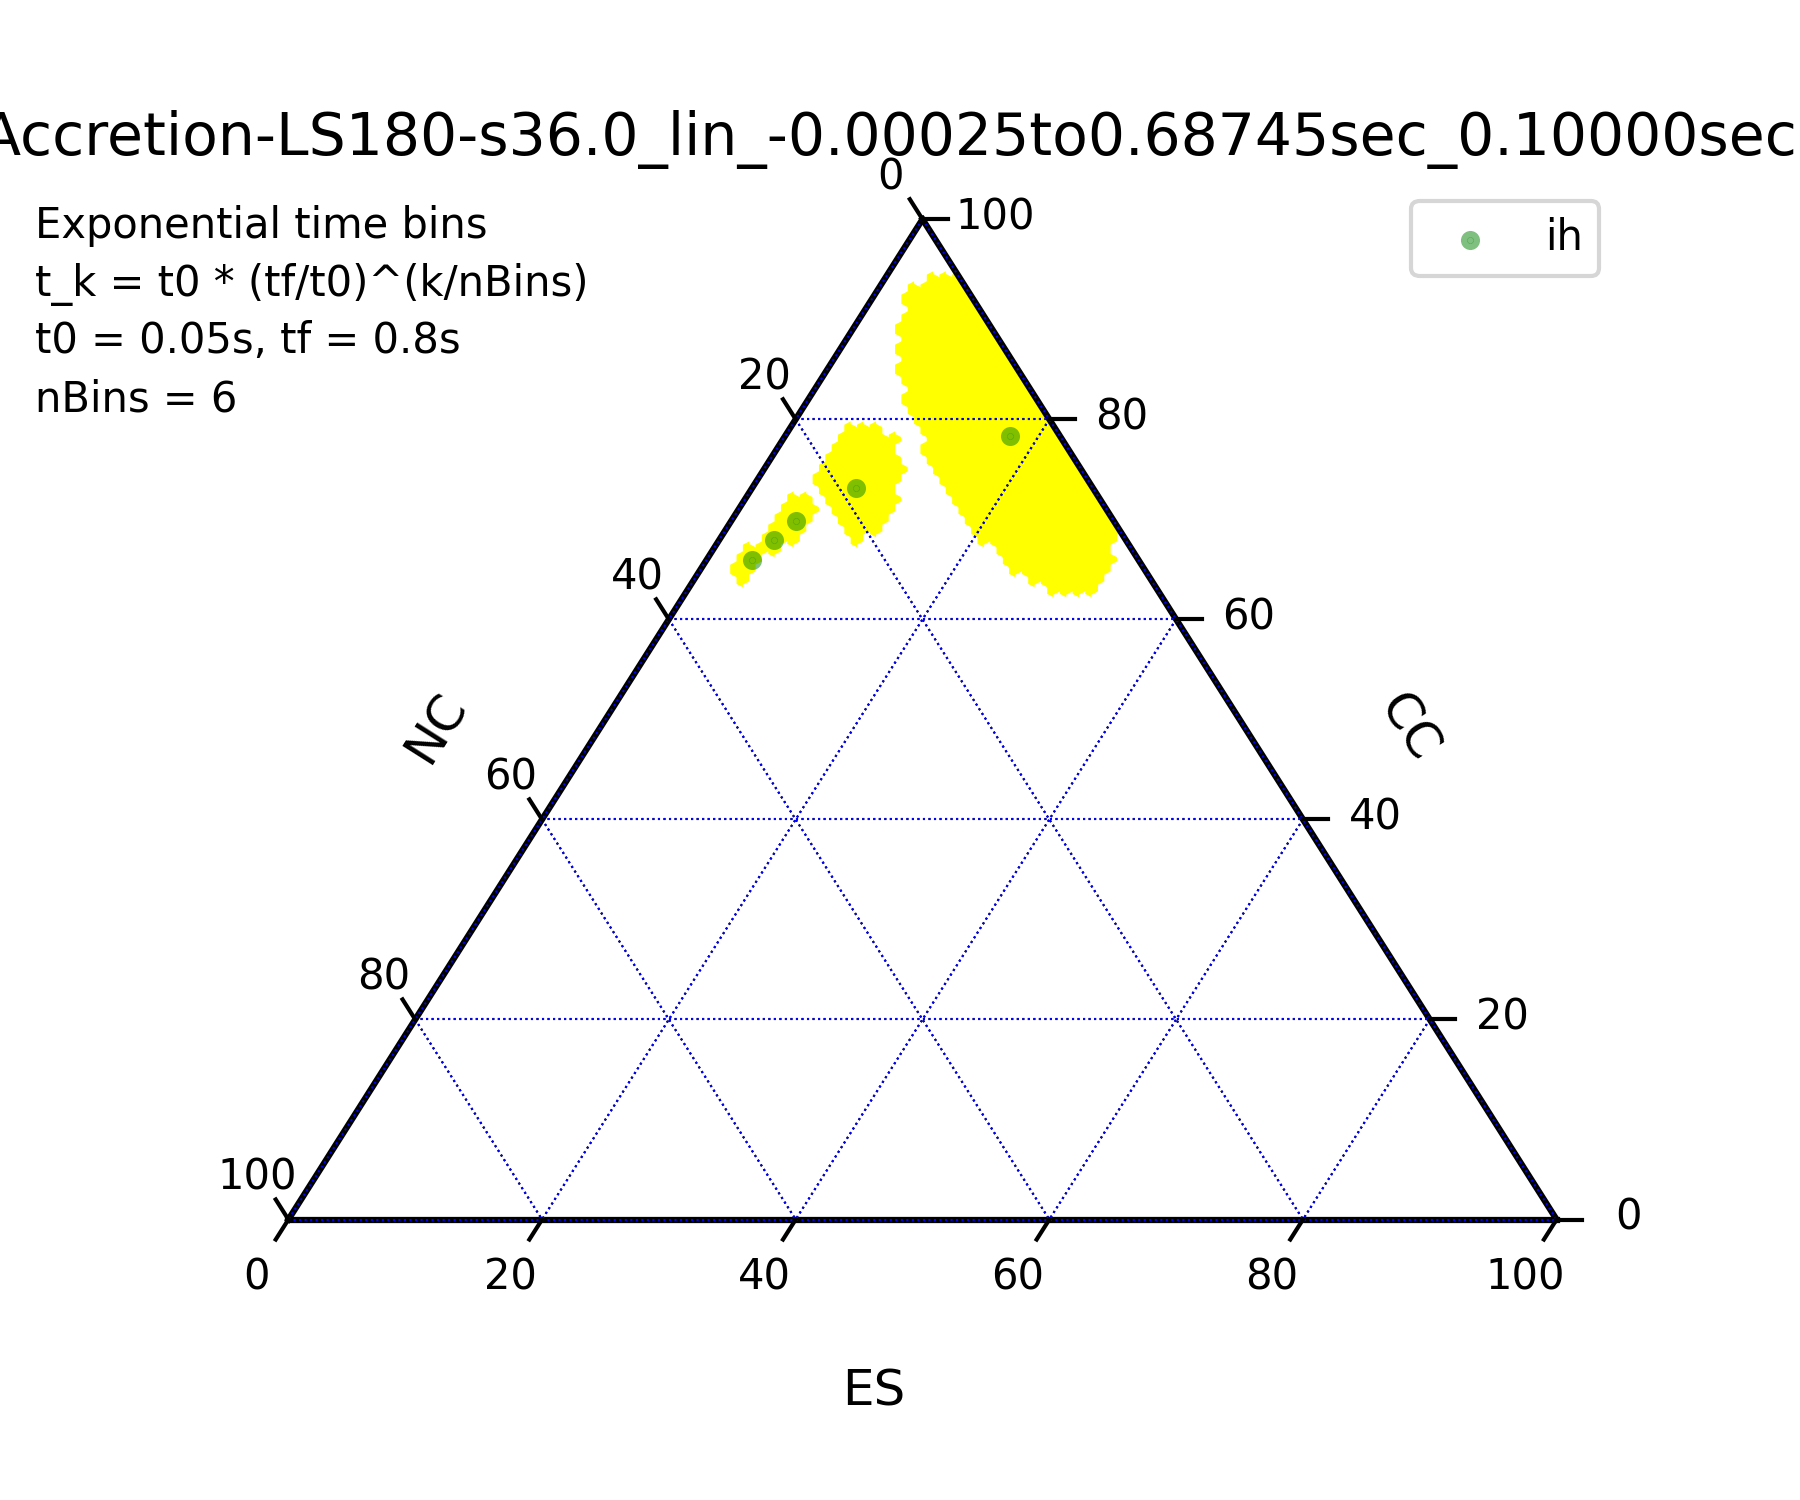 Accretion-LS180-s36.0_lin_-0.00025to0.68745sec_0.10000sec
Exponential time bins
t_k = t0 * (tf/t0)^(k/nBins)
t0 = 0.05s, tf = 0.8s
nBins = 6
ih
0
100
20
80
40
60
NC
CC
60
40
80
20
100
0
0
20
40
60
80
100
ES